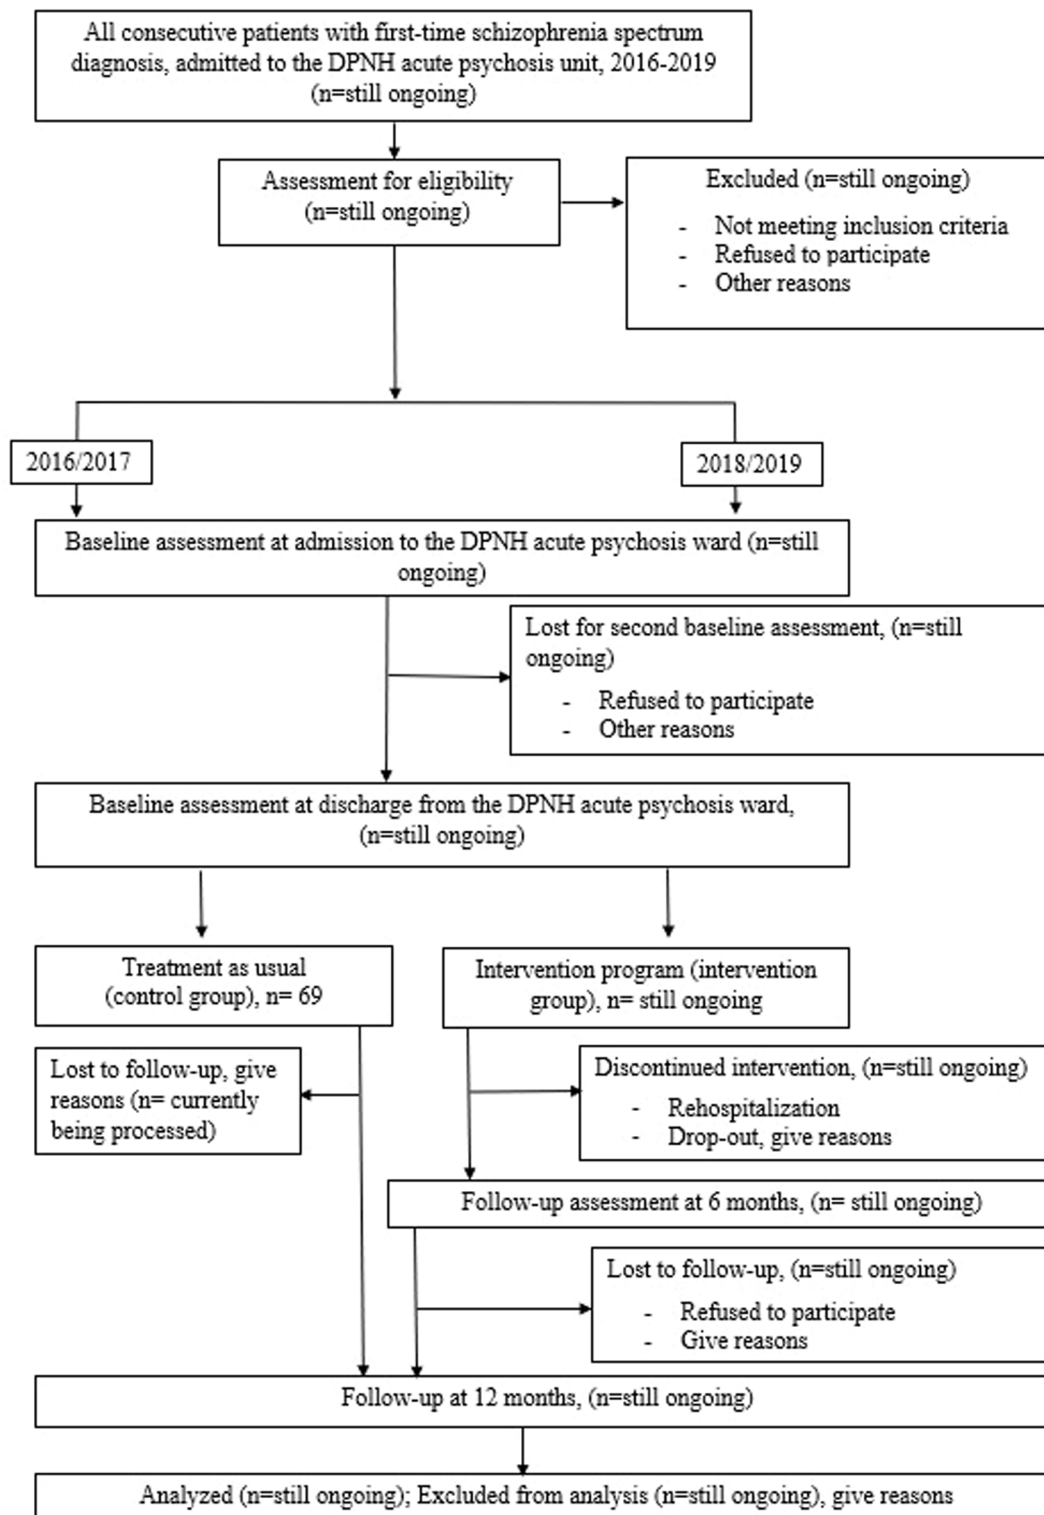 All consecutive patients with first-time schizophrenia spectrum
diagnosis, admitted to the DPNH acute psychosis unit, 2016-2019
(n=still ongoing)
Assessment for eligibility
(n=still ongoing)
Excluded (n=still ongoing)
- Not meeting inclusion criteria
- Refused to participate
- Other reasons
2016/2017
2018/2019
Baseline assessment at admission to the DPNH acute psychosis ward (n=still
ongoing)
Lost for second baseline assessment, (n=still
ongoing)
- Refused to participate
- Other reasons
Baseline assessment at discharge from the DPNH acute psychosis ward,
(n=still ongoing)
Treatment as usual
(control group), n= 69
Intervention program (intervention
group), n= still ongoing
Lost to follow-up, give
reasons (n= currently
being processed)
Discontinued intervention, (n=still ongoing)
- Rehospitalization
- Drop-out, give reasons
Follow-up assessment at 6 months, (n= still ongoing)
Lost to follow-up, (n=still ongoing)
- Refused to participate
- Give reasons
Follow-up at 12 months, (n=still ongoing)
Analyzed (n=still ongoing); Excluded from analysis (n=still ongoing), give reasons